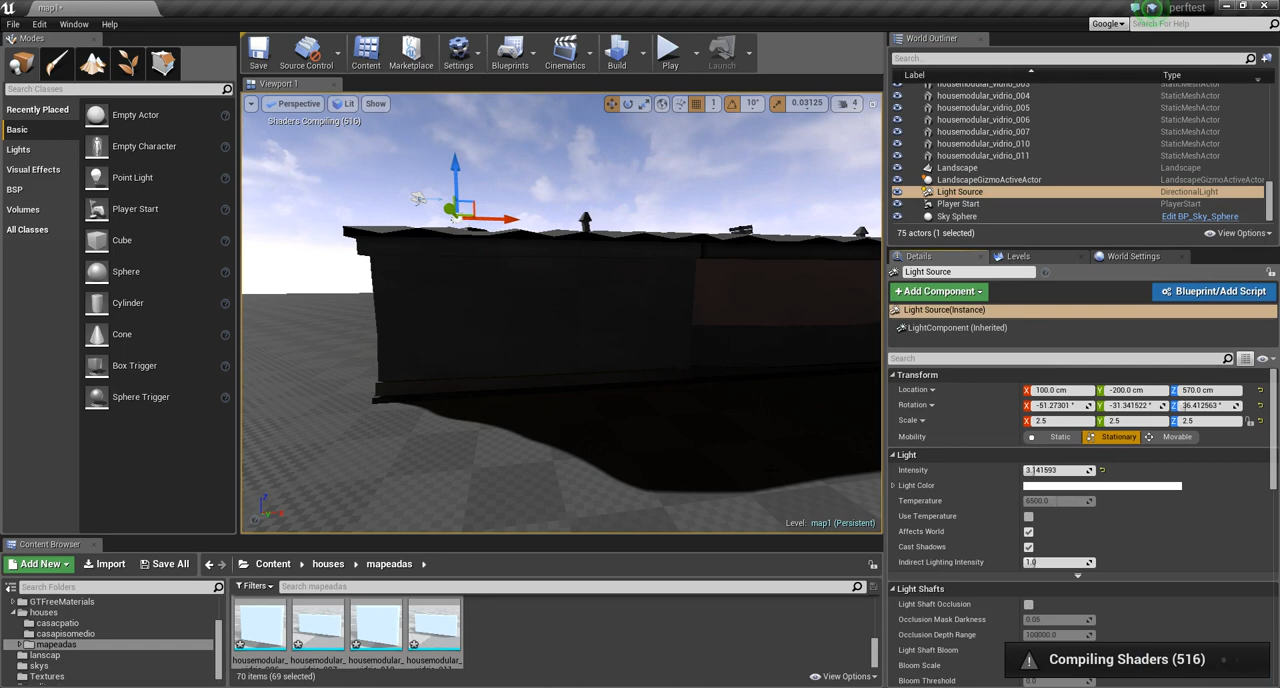 map1*
perftest
File Edit Window Help
Google
Search For Help
Modes
Search Classes
Recently Placed
Basic
Lights
Visual Effects
BSP
Volumes
All Classes
Empty Actor
Empty Character
Point Light
Player Start
Cube
Sphere
Cylinder
Cone
Box Trigger
Sphere Trigger
Save
Source Control
Content
Marketplace
Settings
Blueprints
Cinematics
Build
Play
Launch
Viewport 1
Perspective Lit Show
10° 0.03125 4
Shaders Compiling (516)
Level: map1 (Persistent)
World Outliner
Search...
Label Type
housemodular_vidrio_003 StaticMeshActor
housemodular_vidrio_004 StaticMeshActor
housemodular_vidrio_005 StaticMeshActor
housemodular_vidrio_006 StaticMeshActor
housemodular_vidrio_007 StaticMeshActor
housemodular_vidrio_010 StaticMeshActor
housemodular_vidrio_011 StaticMeshActor
Landscape Landscape
LandscapeGizmoActiveActor LandscapeGizmoActiveActor
Light Source DirectionalLight
Player Start PlayerStart
Sky Sphere Edit BP_Sky_Sphere
75 actors (1 selected)
View Options
Details Levels World Settings
Light Source
+Add Component
Blueprint/Add Script
Light Source(Instance)
LightComponent (Inherited)
Search
Transform
Location X 100.0 cm Y -200.0 cm Z 570.0 cm
Rotation X -51.27301 ° Y -31.341522 ° Z 36.412563 °
Scale X 2.5 Y 2.5 Z 2.5
Mobility Static Stationary Movable
Light
Intensity 3.141593
Light Color
Temperature 6500.0
Use Temperature
Affects World
Cast Shadows
Indirect Lighting Intensity 1.0
Light Shafts
Light Shaft Occlusion
Occlusion Mask Darkness 0.05
Occlusion Depth Range 100000.0
Light Shaft Bloom
Bloom Scale
Bloom Threshold
Compiling Shaders (516)
Content Browser
Add New Import Save All
Content houses mapeadas
Search Folders
GTFreeMaterials
houses
casacpatio
casapisomedio
mapeadas
lanscap
skys
Textures
Filters
Search mapeadas
housemodular_ housemodular_ housemodular_ housemodular_
70 items (69 selected)
View Options